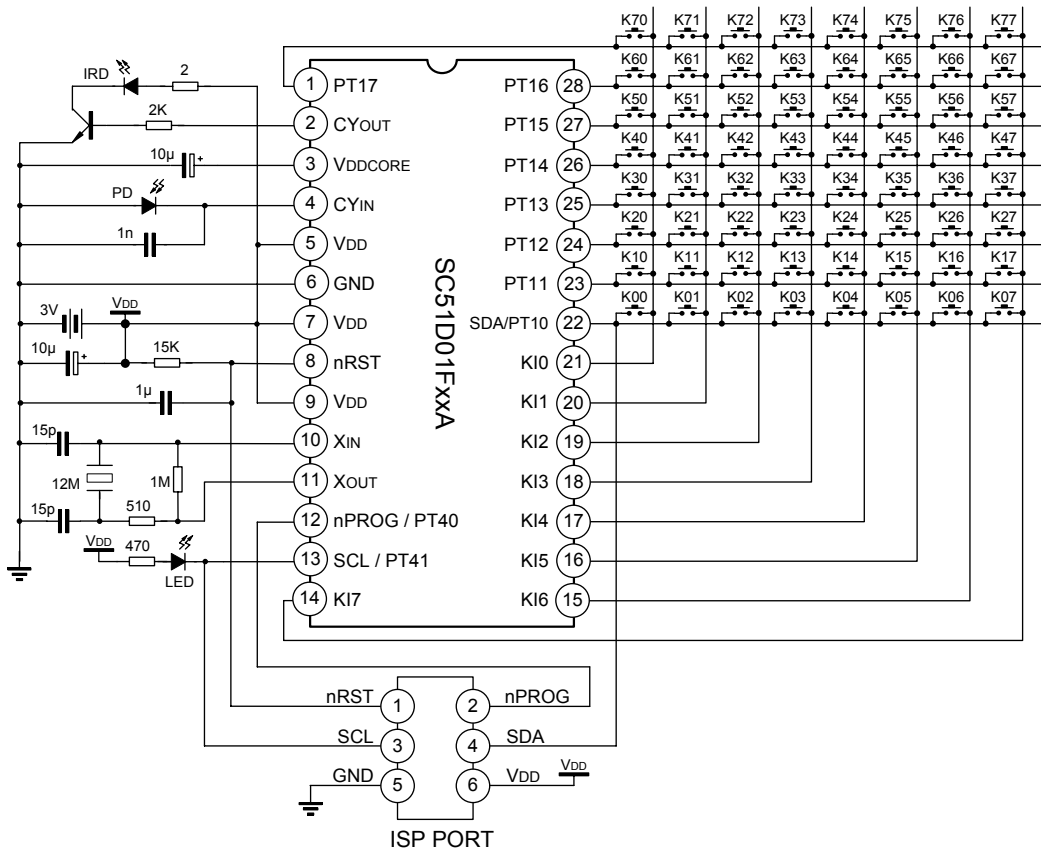 K70 K71 K72 K73 K74 K75 K76 K77
K60 K61 K62 K63 K64 K65 K66 K67
K50 K51 K52 K53 K54 K55 K56 K57
K40 K41 K42 K43 K44 K45 K46 K47
K30 K31 K32 K33 K34 K35 K36 K37
K20 K21 K22 K23 K24 K25 K26 K27
K10 K11 K12 K13 K14 K15 K16 K17
K00 K01 K02 K03 K04 K05 K06 K07
IRD
2
2K
10µ
+
PD
1n
3V
VDD
10µ
+
15K
1µ
15p
12M
1M
15p
510
VDD
470
LED
1 PT17
2 CYOUT
3 VDDCORE
4 CYIN
5 VDD
6 GND
7 VDD
8 nRST
9 VDD
10 XIN
11 XOUT
12 nPROG / PT40
13 SCL / PT41
14 KI7
SC51D01FxxA
PT16 28
PT15 27
PT14 26
PT13 25
PT12 24
PT11 23
SDA/PT10 22
KI0 21
KI1 20
KI2 19
KI3 18
KI4 17
KI5 16
KI6 15
nRST 1 2 nPROG
SCL 3 4 SDA
GND 5 6 VDD VDD
ISP PORT